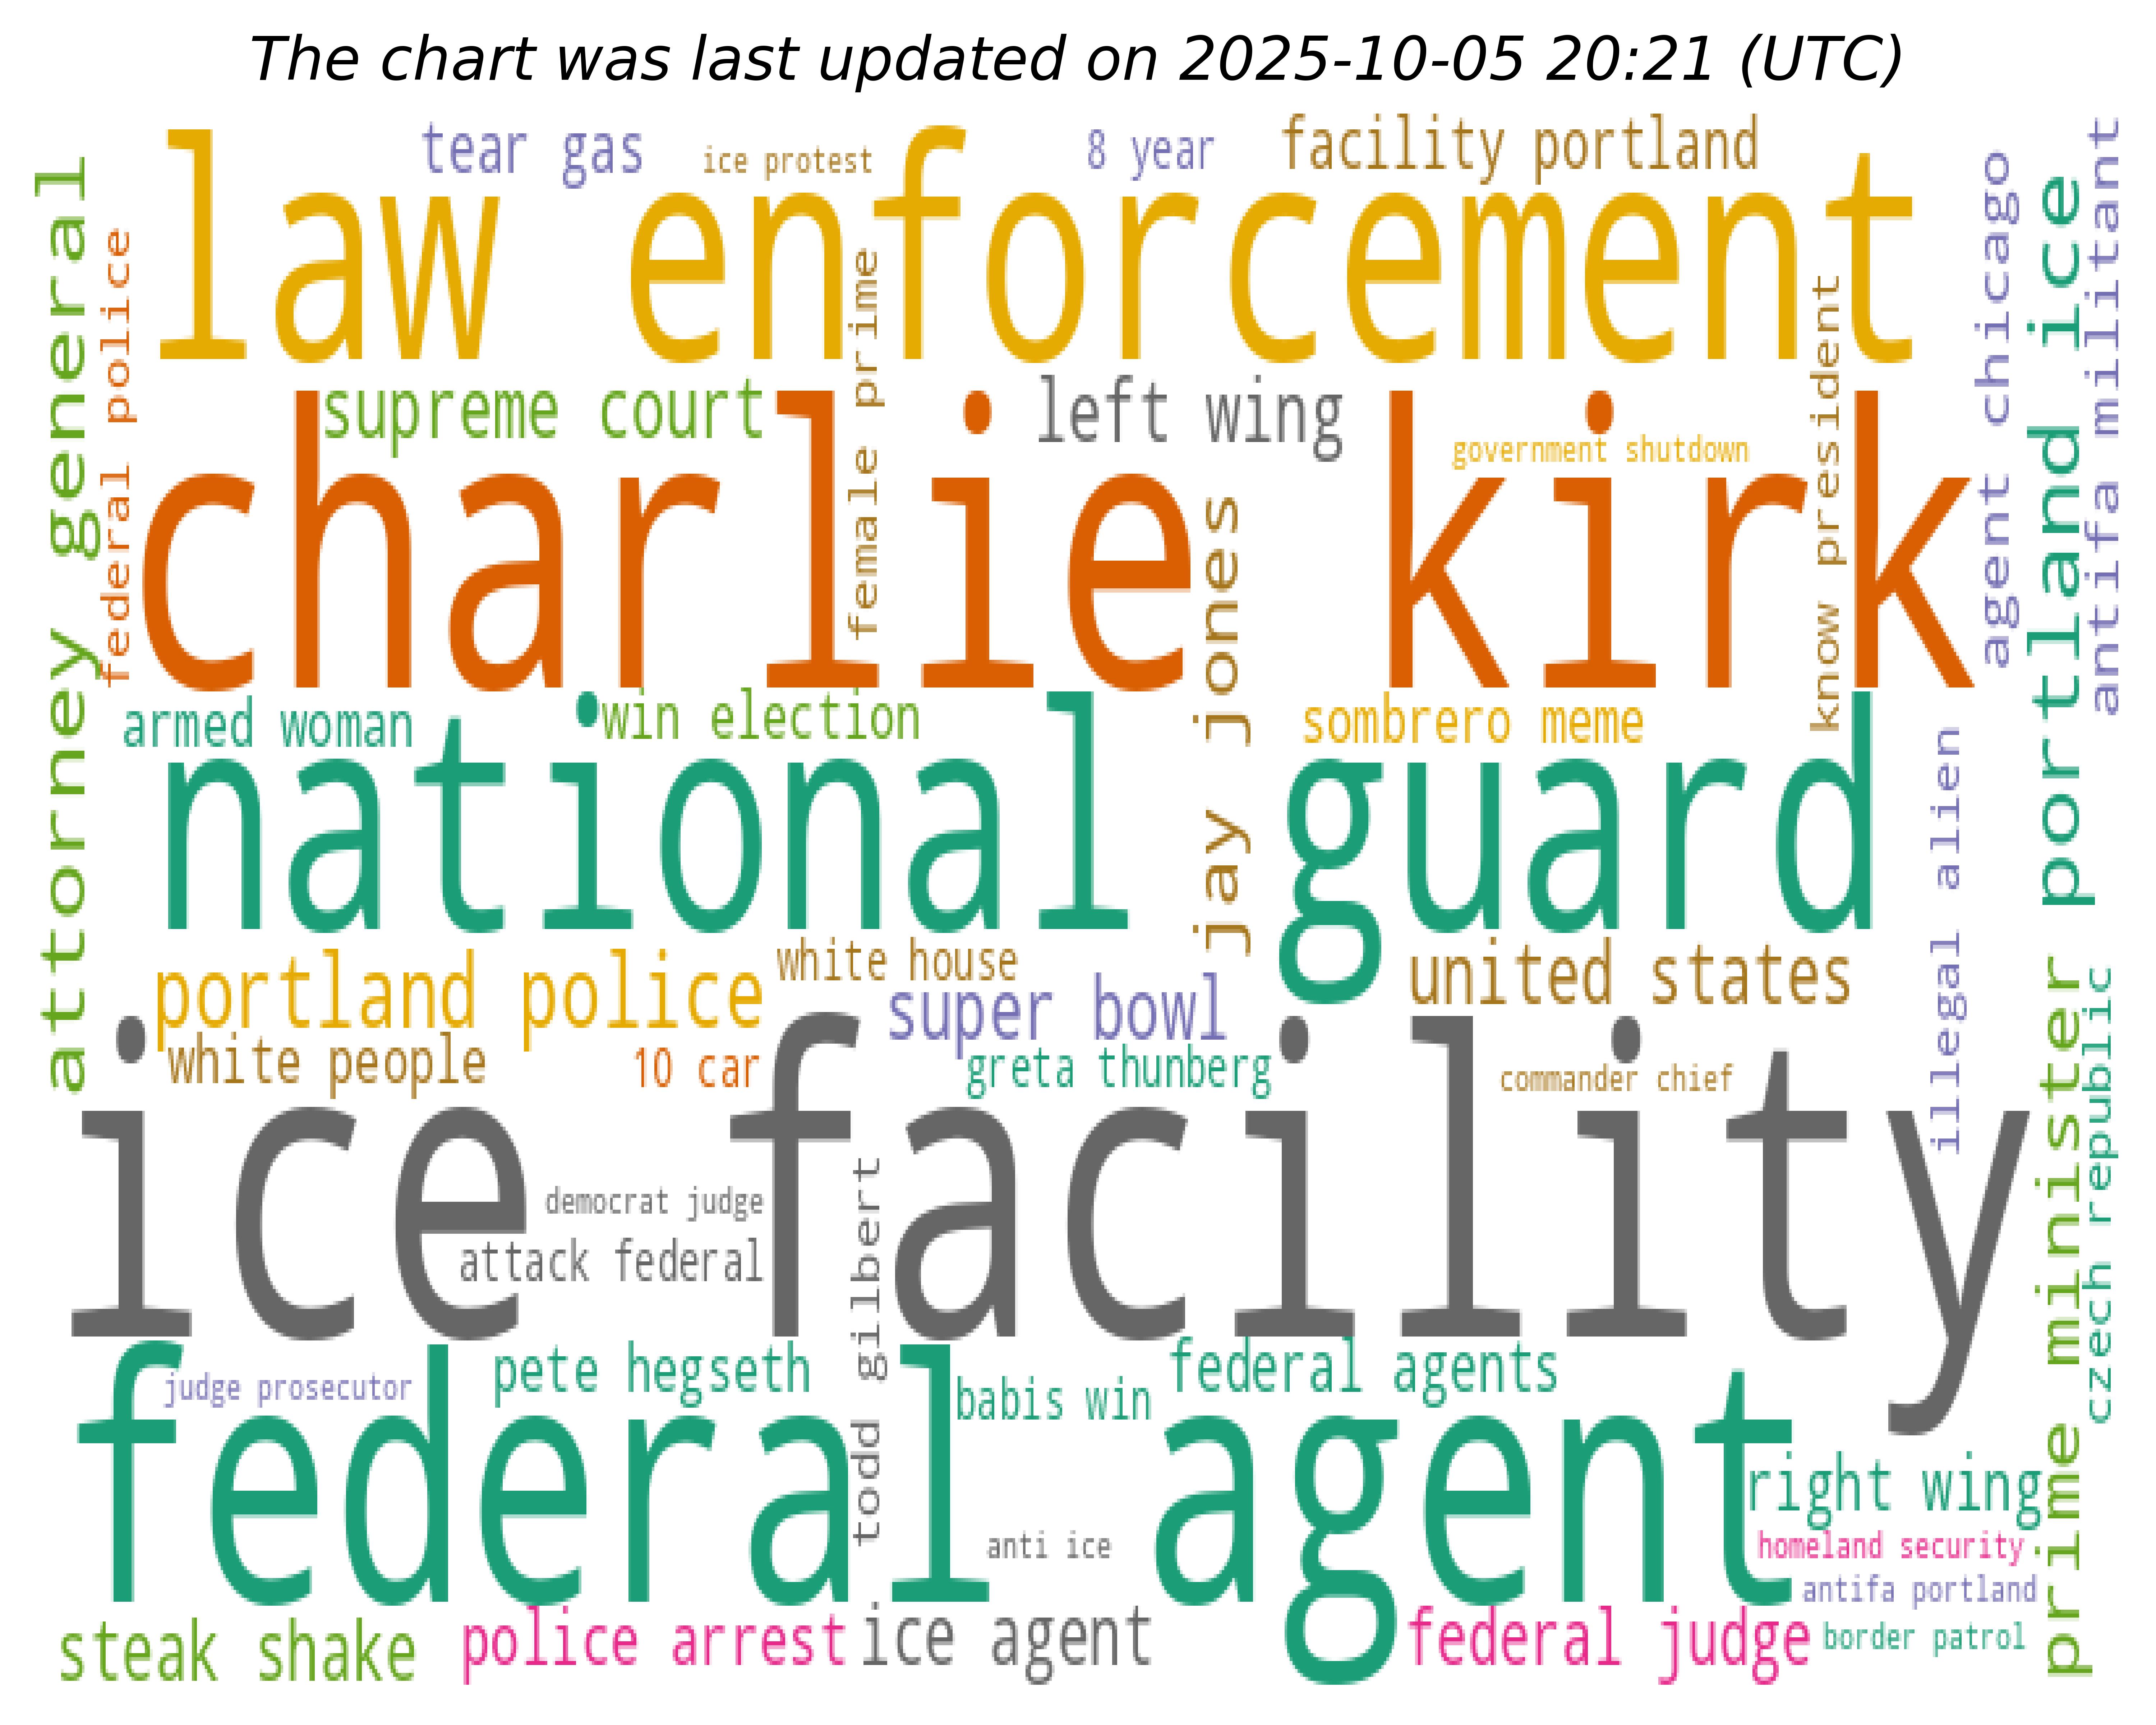 The chart was last updated on 2025-10-05 20:21 (UTC)
tear gas
ice protest
8 year
facility portland
law enforcement
attorney general
federal police
female prime
know president
agent chicago
portland ice
antifa militant
supreme court
left wing
government shutdown
charlie kirk
jay jones
armed woman
win election
sombrero meme
national guard
illegal alien
portland police
white house
super bowl
united states
white people
10 car
greta thunberg
commander chief
ice facility
democrat judge
attack federal
todd gilbert
prime minister
czech republic
judge prosecutor
pete hegseth
babis win
federal agents
federal agent
right wing
anti ice
homeland security
antifa portland
steak shake
police arrest
ice agent
federal judge
border patrol